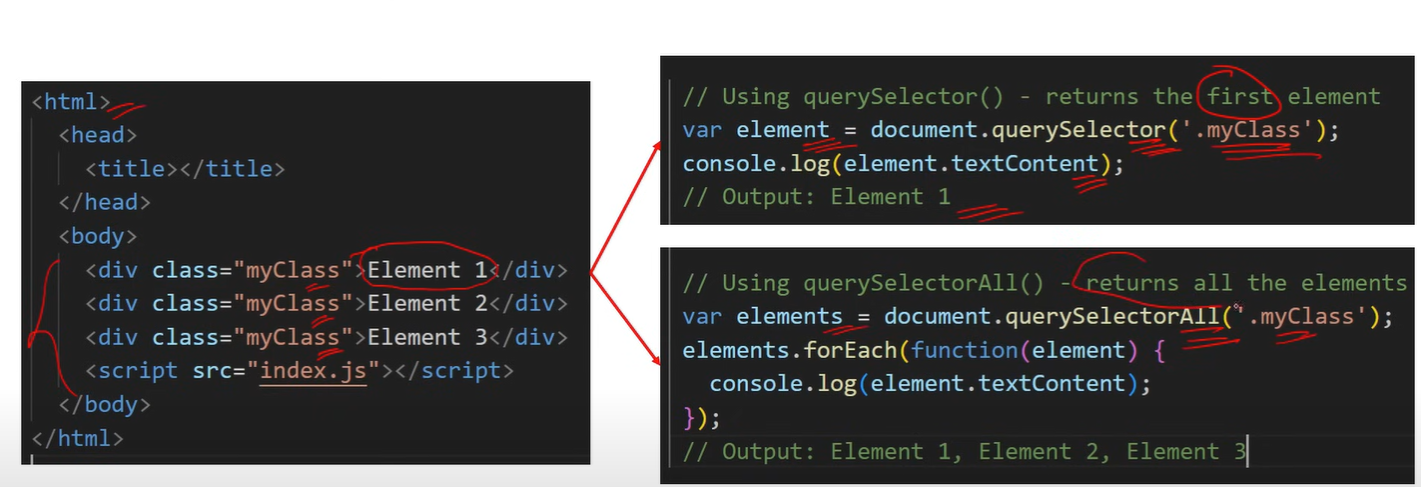 <html>
<head>
<title></title>
</head>
<body>
<div class="myClass">Element 1</div>
<div class="myClass">Element 2</div>
<div class="myClass">Element 3</div>
<script src="index.js"></script>
</body>
</html>
// Using querySelector() - returns the first element
var element = document.querySelector('.myClass');
console.log(element.textContent);
// Output: Element 1
// Using querySelectorAll() - returns all the elements
var elements = document.querySelectorAll('.myClass');
elements.forEach(function(element) {
console.log(element.textContent);
});
// Output: Element 1, Element 2, Element 3